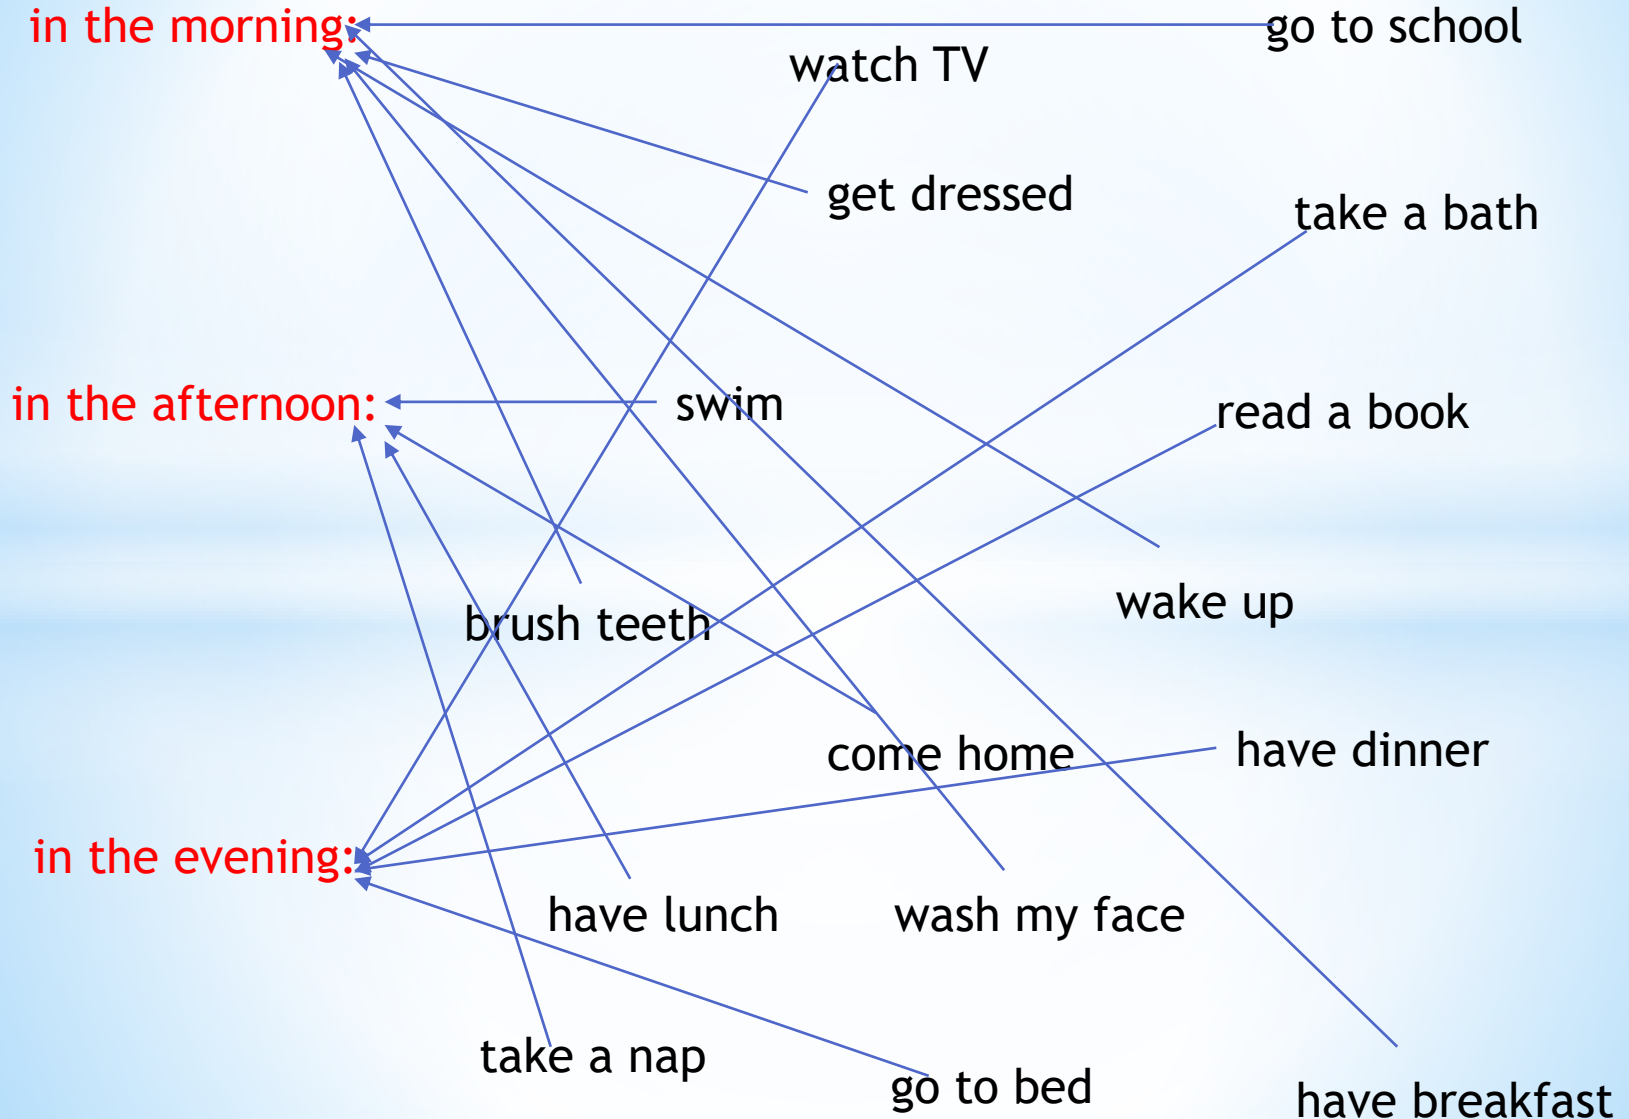 in the morning:
go to school
watch TV
get dressed
take a bath
in the afternoon:
swim
read a book
wake up
brush teeth
come home
have dinner
in the evening:
have lunch
wash my face
take a nap
go to bed
have breakfast